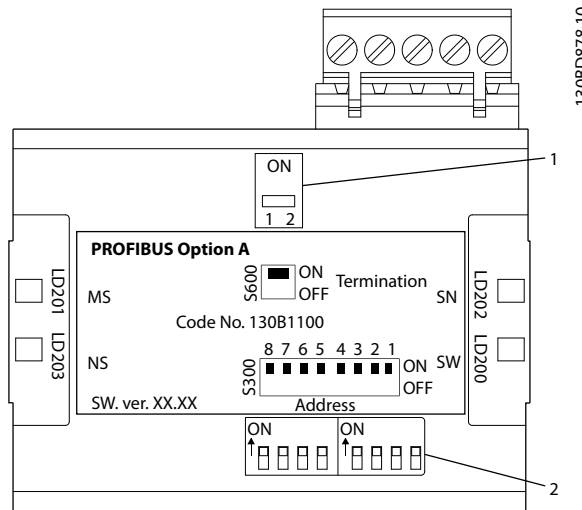 130BD878.10
ON
1 2
1
PROFIBUS Option A
LD201
MS
S600
ON
OFF
Termination
SN
LD202
Code No. 130B1100
LD203
NS
8 7 6 5 4 3 2 1
S300
ON
OFF
SW
LD200
SW. ver. XX.XX
Address
ON
ON
2